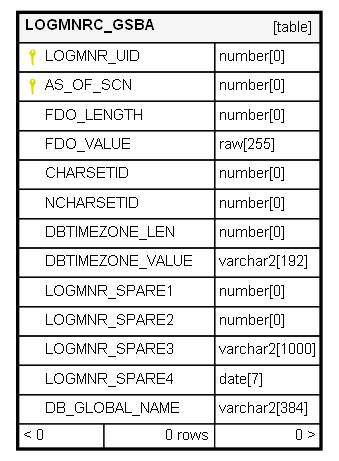 LOGMNRC_GSBA [table]
LOGMNR_UID number[0]
AS_OF_SCN number[0]
FDO_LENGTH number[0]
FDO_VALUE raw[255]
CHARSETID number[0]
NCHARSETID number[0]
DBTIMEZONE_LEN number[0]
DBTIMEZONE_VALUE varchar2[192]
LOGMNR_SPARE1 number[0]
LOGMNR_SPARE2 number[0]
LOGMNR_SPARE3 varchar2[1000]
LOGMNR_SPARE4 date[7]
DB_GLOBAL_NAME varchar2[384]
< 0 0 rows 0 >